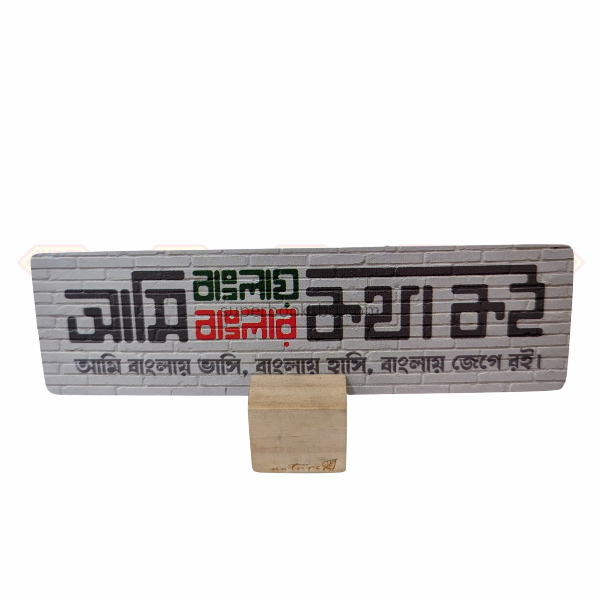 আমি বাংলায় বাংলার কথা কই
আমি বাংলায় ভাসি, বাংলায় হাসি, বাংলায় জেগে রই।